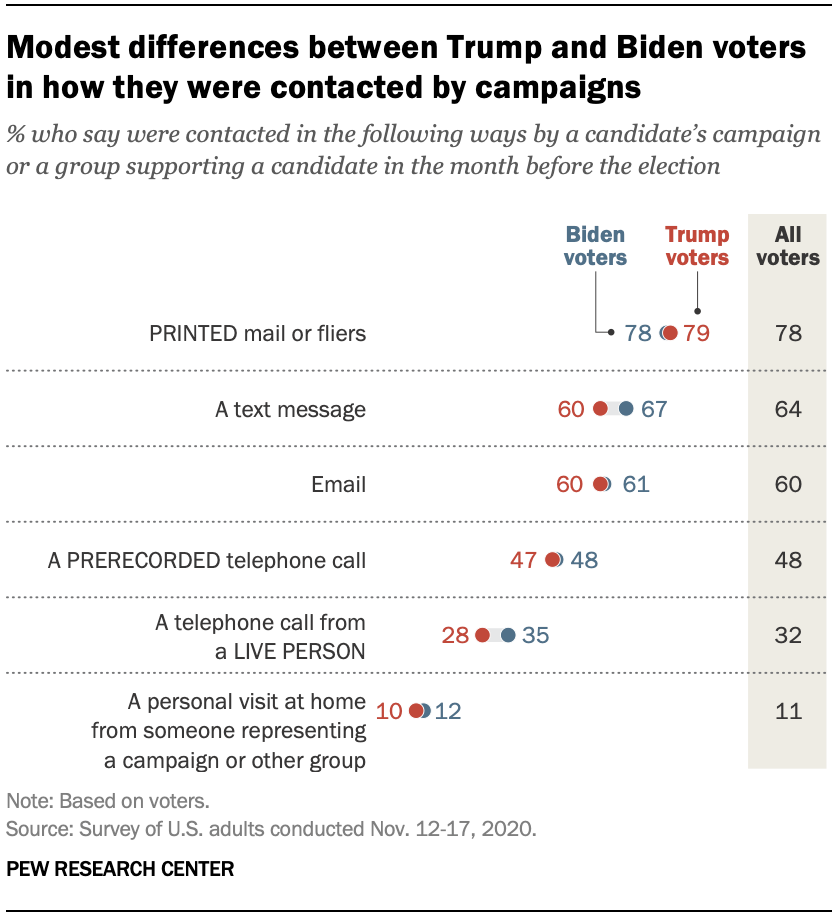 Modest differences between Trump and Biden voters
in how they were contacted by campaigns
% who say were contacted in the following ways by a candidate’s campaign
or a group supporting a candidate in the month before the election
Biden voters
Trump voters
All voters
PRINTED mail or fliers 78 79 78
A text message 60 67 64
Email 60 61 60
A PRERECORDED telephone call 47 48 48
A telephone call from
a LIVE PERSON 28 35 32
A personal visit at home
from someone representing
a campaign or other group 10 12 11
Note: Based on voters.
Source: Survey of U.S. adults conducted Nov. 12-17, 2020.
PEW RESEARCH CENTER